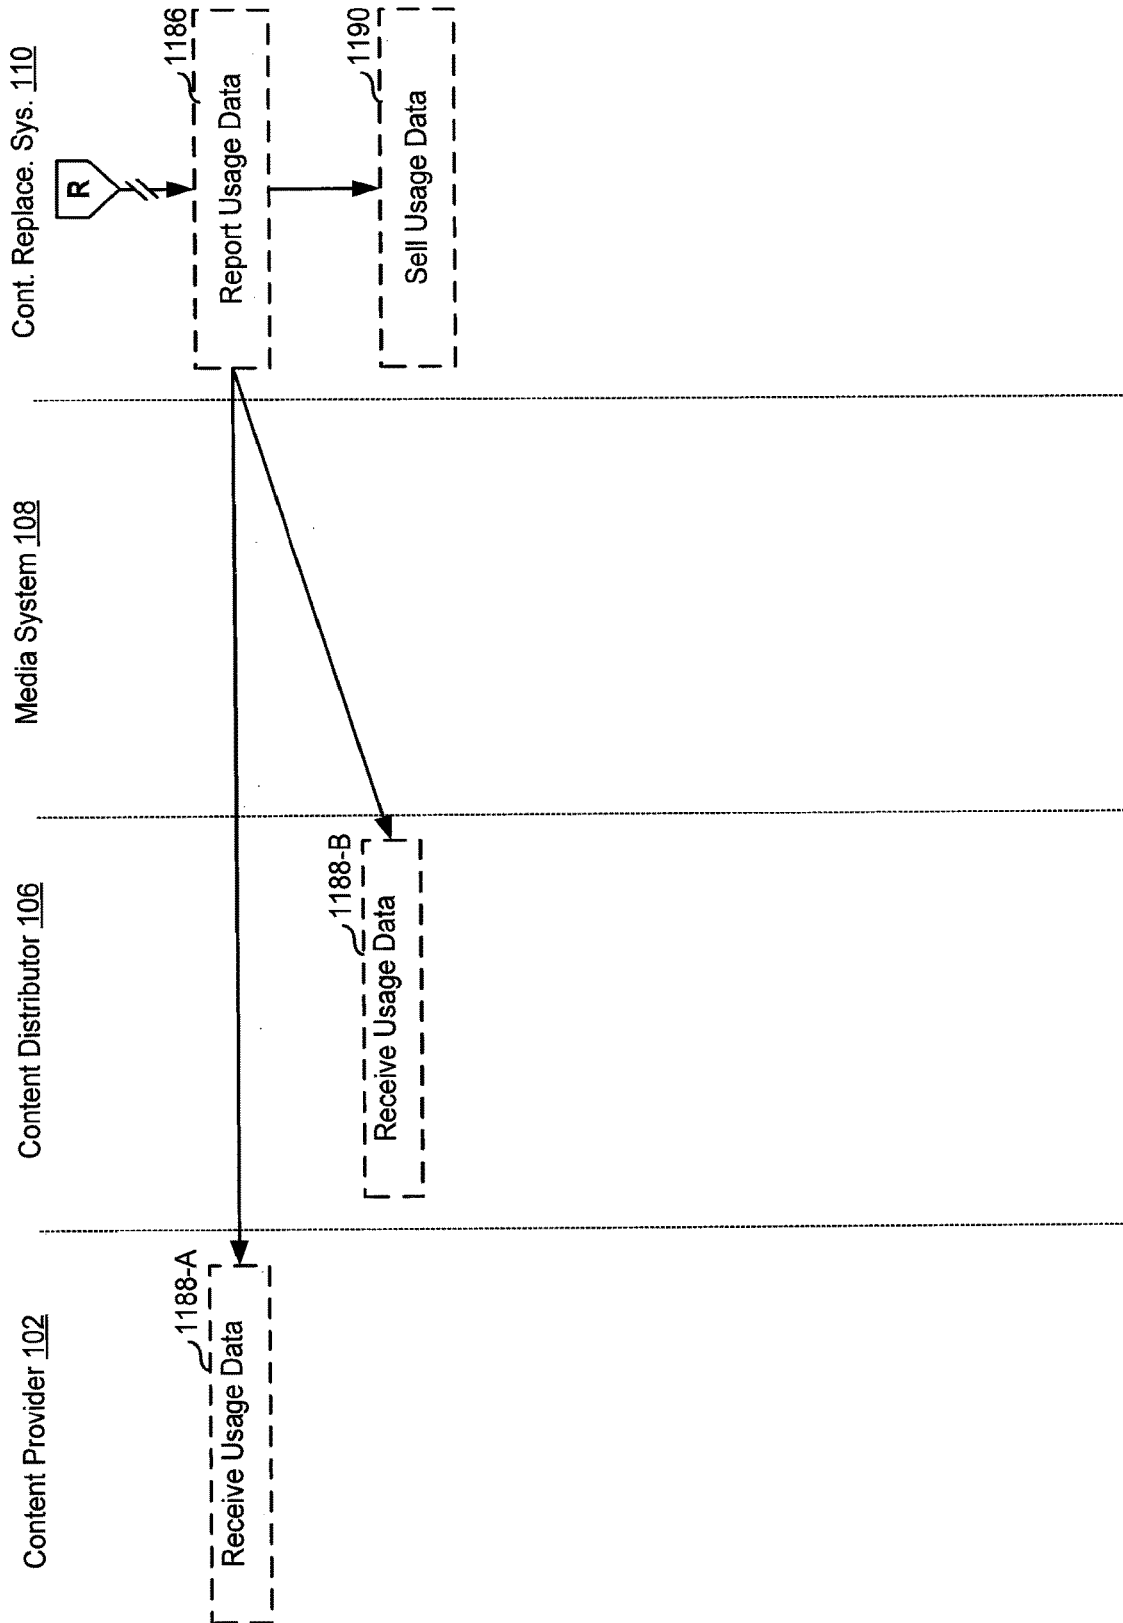 Content Provider 102
Content Distributor 106
Media System 108
Cont. Replace. Sys. 110
R
1186
Report Usage Data
1188-A
Receive Usage Data
1188-B
Receive Usage Data
1190
Sell Usage Data